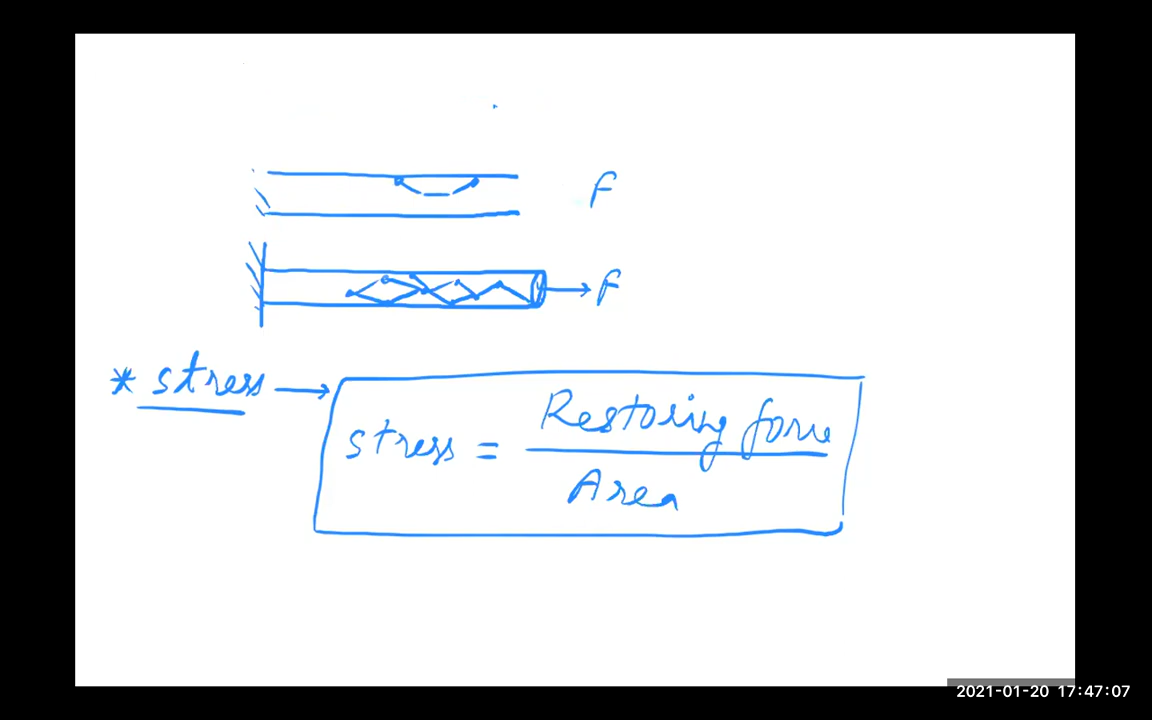 F
F
* stress →
stress = Restoring force
Area
2021-01-20 17:47:07